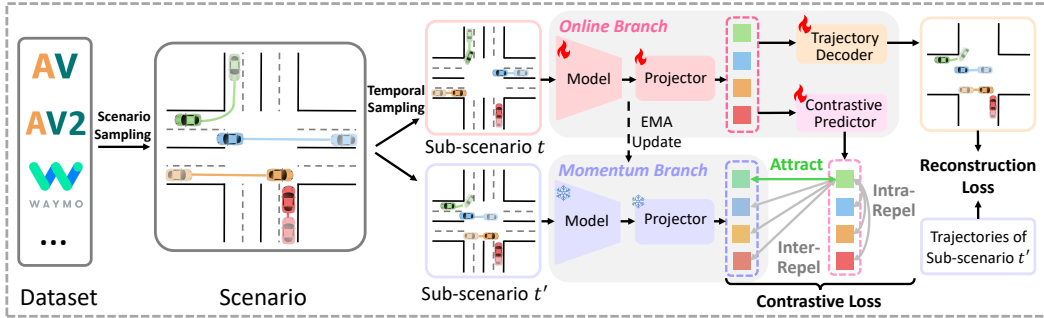 AV
AV2
WAYMO
...
Dataset
Scenario
Sampling
Scenario
Temporal
Sampling
Sub-scenario t
Sub-scenario t′
Online Branch
Model
Projector
Trajectory
Decoder
Contrastive
Predictor
EMA
Update
Momentum Branch
Model
Projector
Attract
Intra-
Repel
Inter-
Repel
Contrastive Loss
Reconstruction
Loss
Trajectories of
Sub-scenario t′